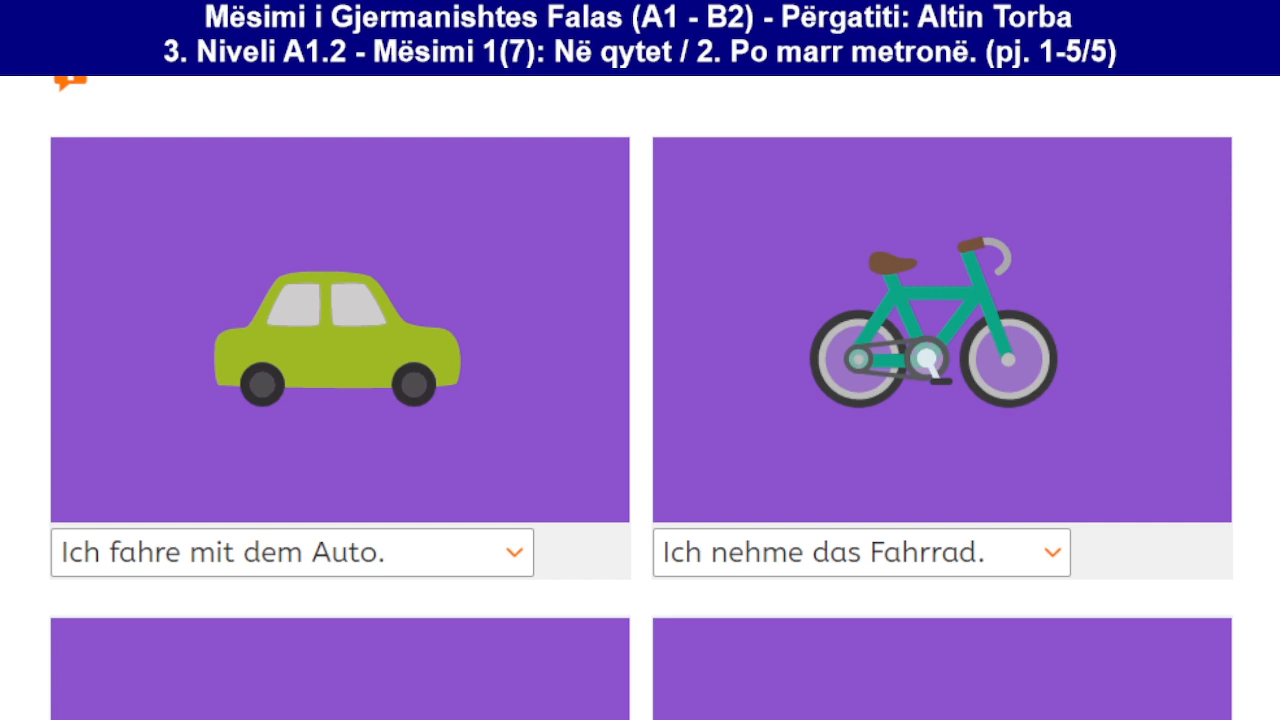 Mësimi i Gjermanishtes Falas (A1 - B2) - Përgatiti: Altin Torba
3. Niveli A1.2 - Mësimi 1(7): Në qytet / 2. Po marr metronë. (pj. 1-5/5)
Ich fahre mit dem Auto.
Ich nehme das Fahrrad.